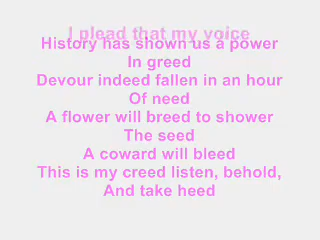 I plead that my voice
History has shown us a power
In greed
Devour indeed fallen in an hour
Of need
A flower will breed to shower
The seed
A coward will bleed
This is my creed listen, behold,
And take heed